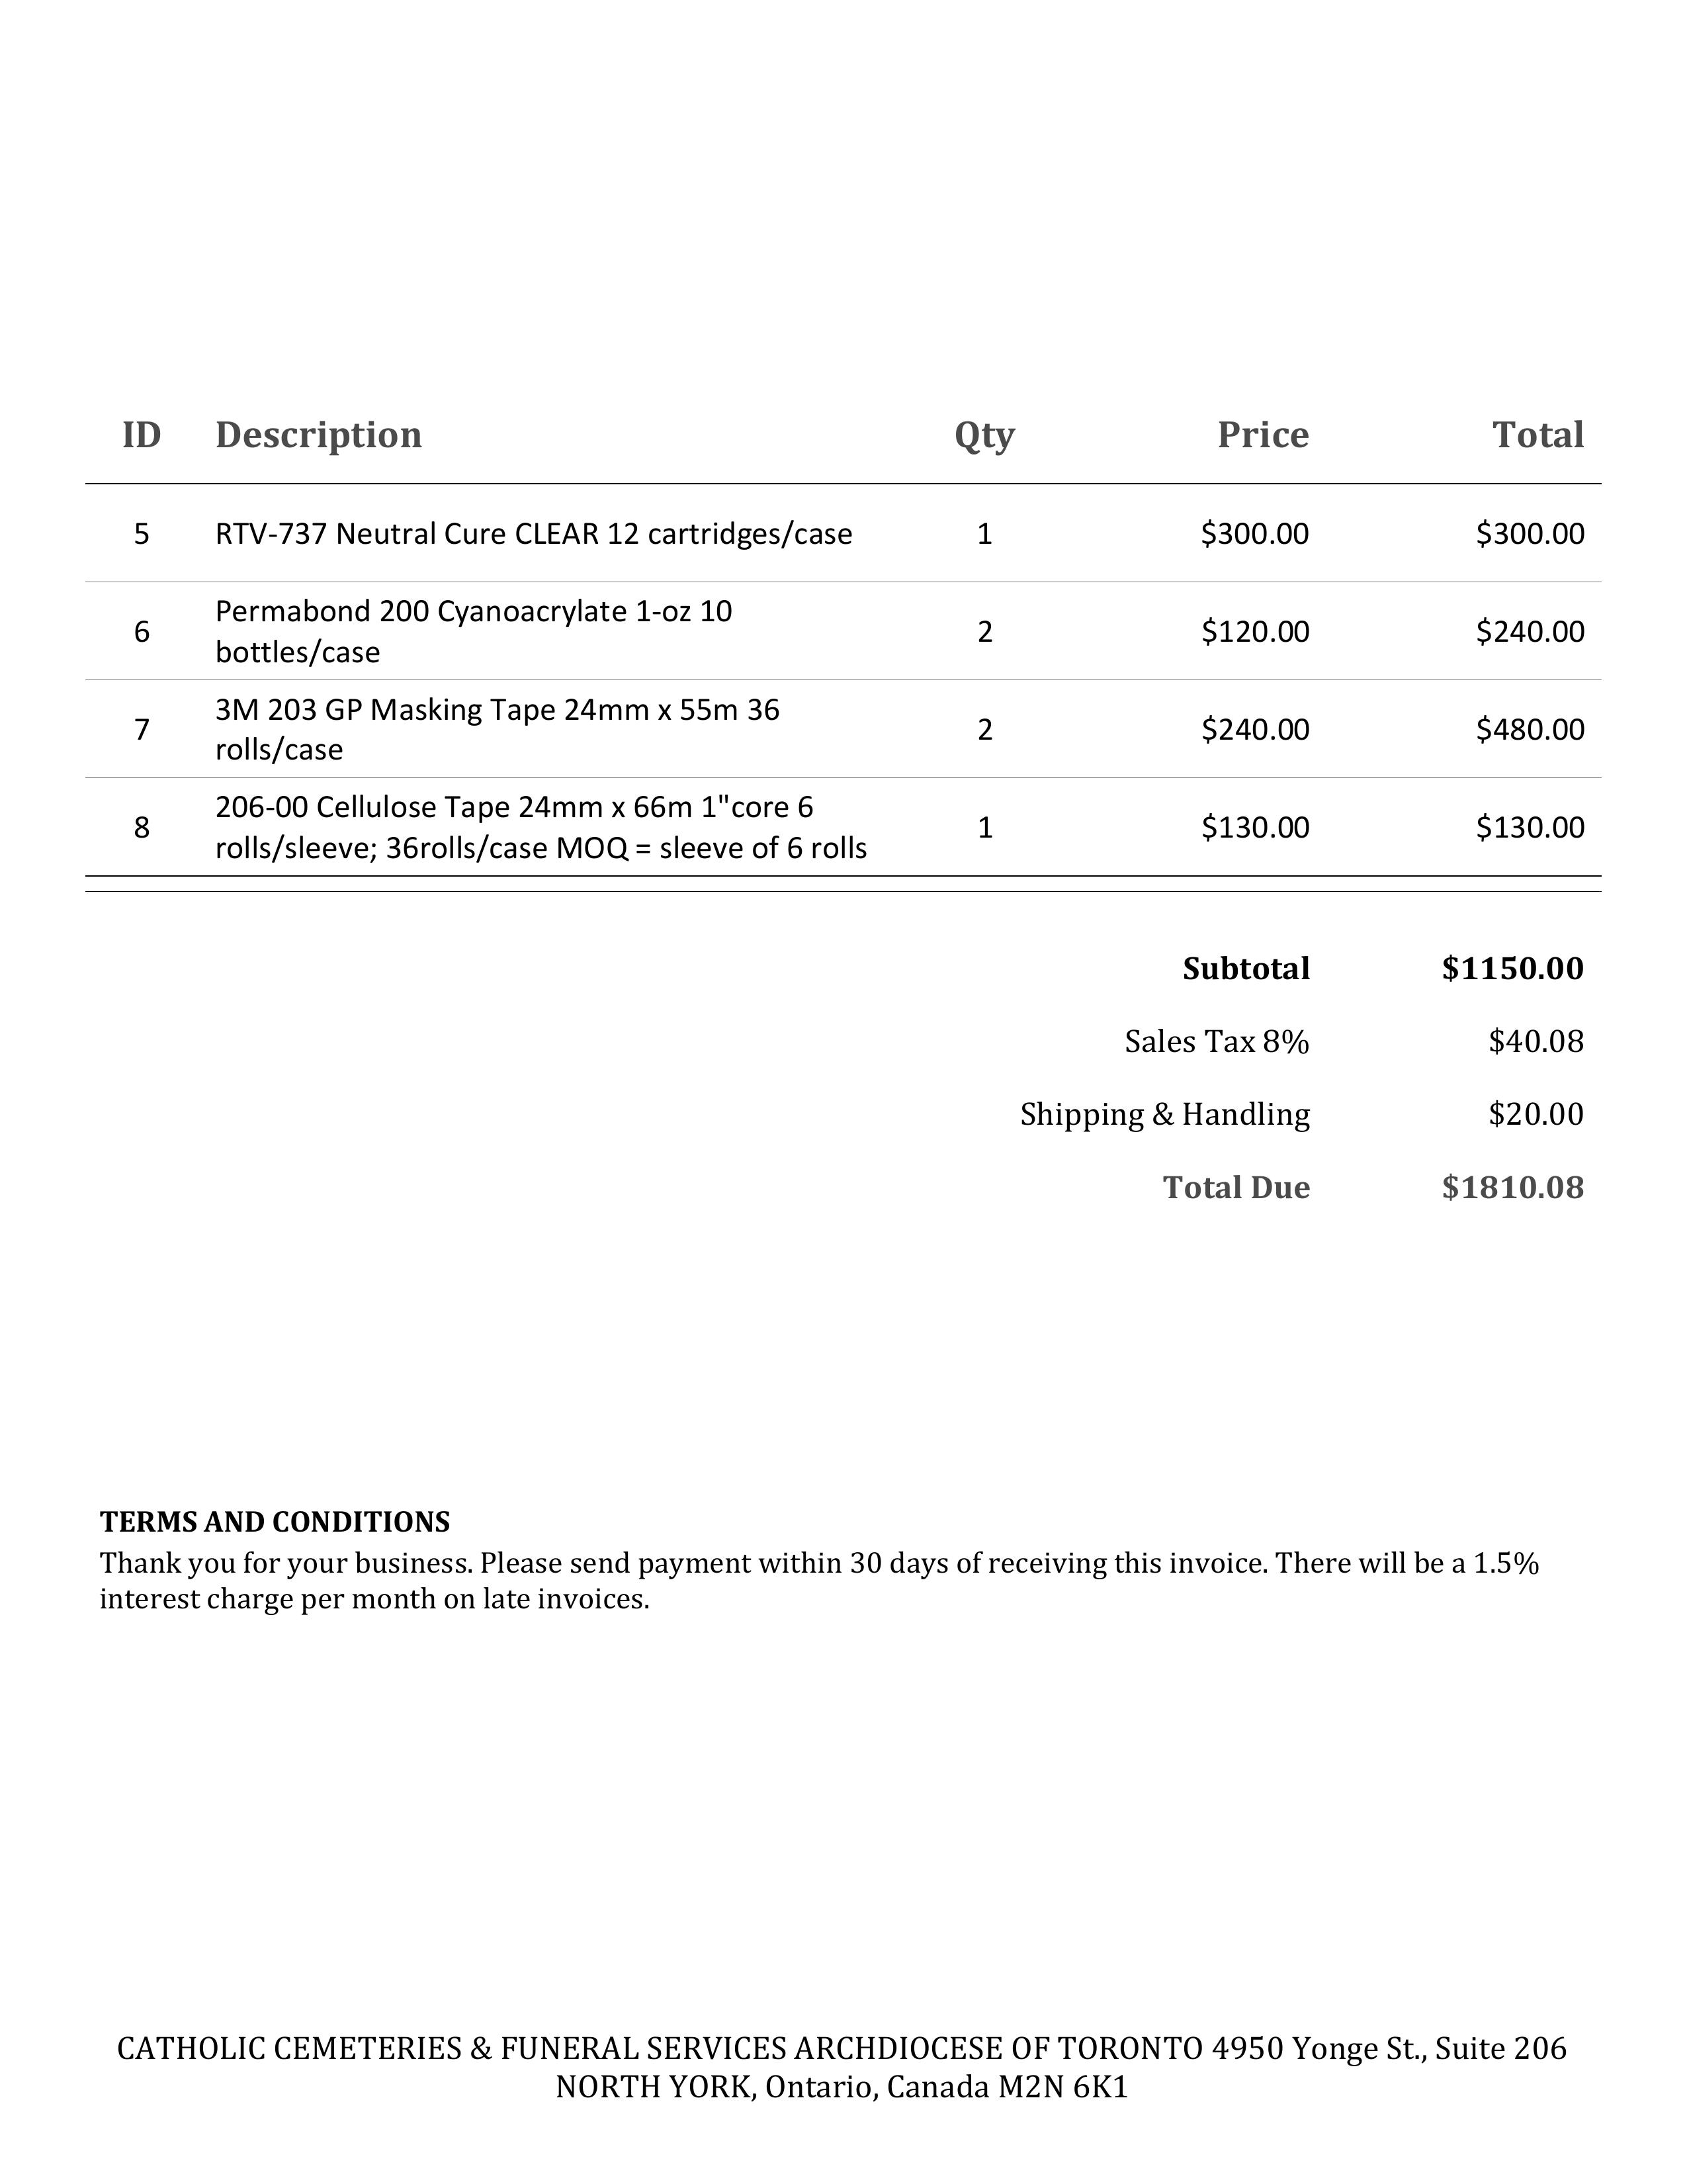 ID Description Qty Price Total
5 RTV-737 Neutral Cure CLEAR 12 cartridges/case 1 $300.00 $300.00
Permabond 200 Cyanoacrylate 1-oz 10
6 2 $120.00 $240.00
bottles/case
3M 203 GP Masking Tape 24mm x 55m 36
7 2 $240.00 $480.00
rolls/case
206-00 Cellulose Tape 24mm x 66m 1"core 6
8 1 $130.00 $130.00
rolls/sleeve; 36rolls/case MOQ = sleeve of 6 rolls
Subtotal $1150.00
Sales Tax 8% $40.08
Shipping & Handling $20.00
Total Due $1810.08
TERMS AND CONDITIONS
Thank you for your business. Please send payment within 30 days of receiving this invoice. There will be a 1.5%
interest charge per month on late invoices.
CATHOLIC CEMETERIES & FUNERAL SERVICES ARCHDIOCESE OF TORONTO 4950 Yonge St., Suite 206
NORTH YORK, Ontario, Canada M2N 6K1